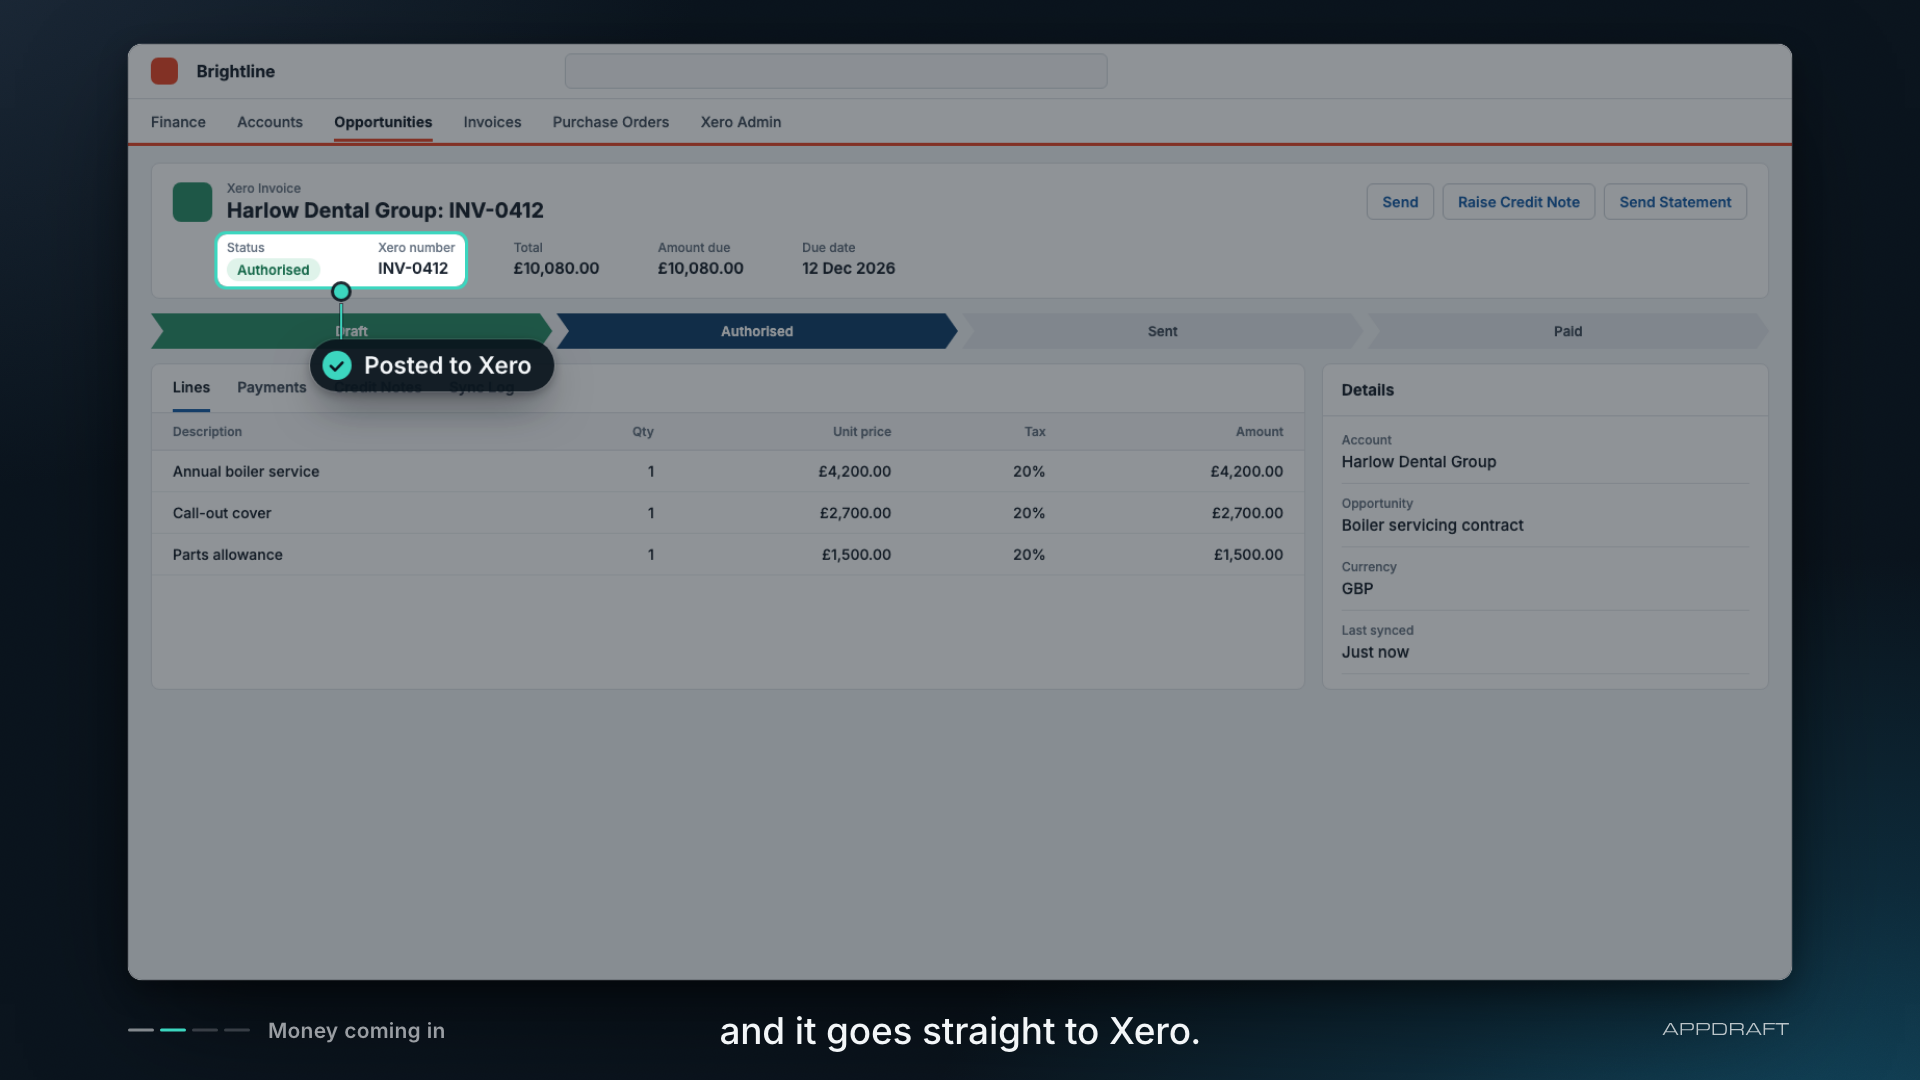 Brightline
Finance Accounts Opportunities Invoices Purchase Orders Xero Admin
Xero Invoice
Harlow Dental Group: INV-0412
Send Raise Credit Note Send Statement
Status Xero number Total Amount due Due date
Authorised INV-0412 £10,080.00 £10,080.00 12 Dec 2026
Draft Authorised Sent Paid
Posted to Xero
Lines Payments Credit Notes Sync Log
Description Qty Unit price Tax Amount
Annual boiler service 1 £4,200.00 20% £4,200.00
Call-out cover 1 £2,700.00 20% £2,700.00
Parts allowance 1 £1,500.00 20% £1,500.00
Details
Account
Harlow Dental Group
Opportunity
Boiler servicing contract
Currency
GBP
Last synced
Just now
Money coming in
and it goes straight to Xero.
APPDRAFT